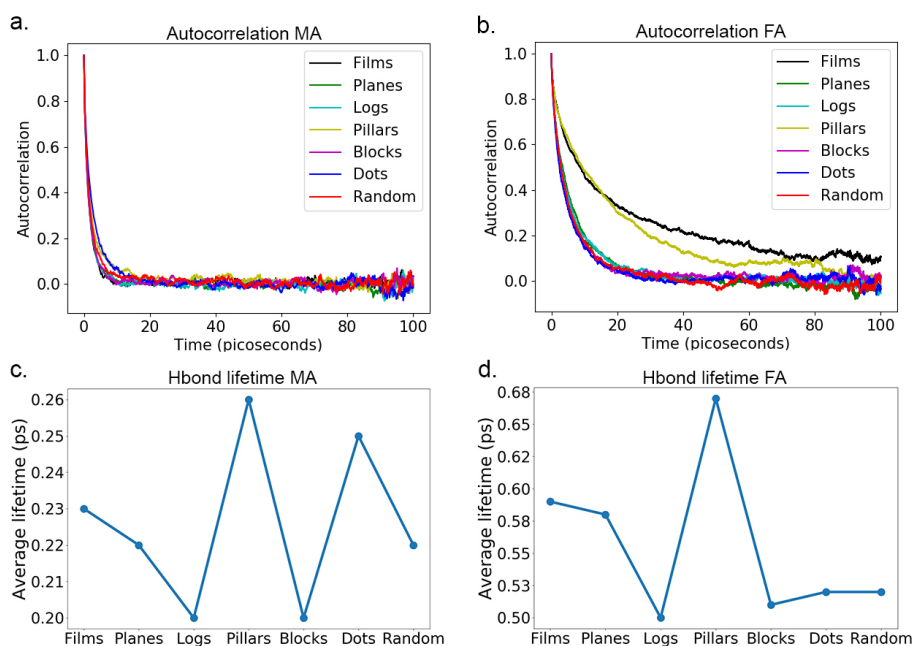 a.
Autocorrelation MA
Autocorrelation
1.0
0.8
0.6
0.4
0.2
0.0
Films
Planes
Logs
Pillars
Blocks
Dots
Random
0 20 40 60 80 100
Time (picoseconds)
b.
Autocorrelation FA
Autocorrelation
1.0
0.8
0.6
0.4
0.2
0.0
Films
Planes
Logs
Pillars
Blocks
Dots
Random
0 20 40 60 80 100
Time (picoseconds)
c.
Hbond lifetime MA
Average lifetime (ps)
0.26
0.25
0.23
0.22
0.21
0.20
Films Planes Logs Pillars Blocks Dots Random
d.
Hbond lifetime FA
Average lifetime (ps)
0.68
0.65
0.62
0.60
0.58
0.55
0.53
0.50
Films Planes Logs Pillars Blocks Dots Random